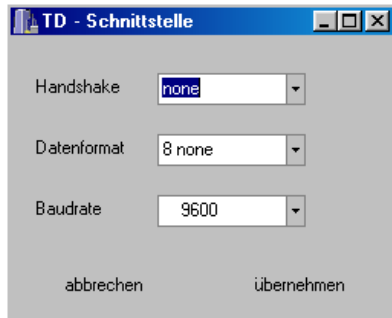 TD - Schnittstelle
Handshake none
Datenformat 8 none
Baudrate 9600
abbrechen übernehmen